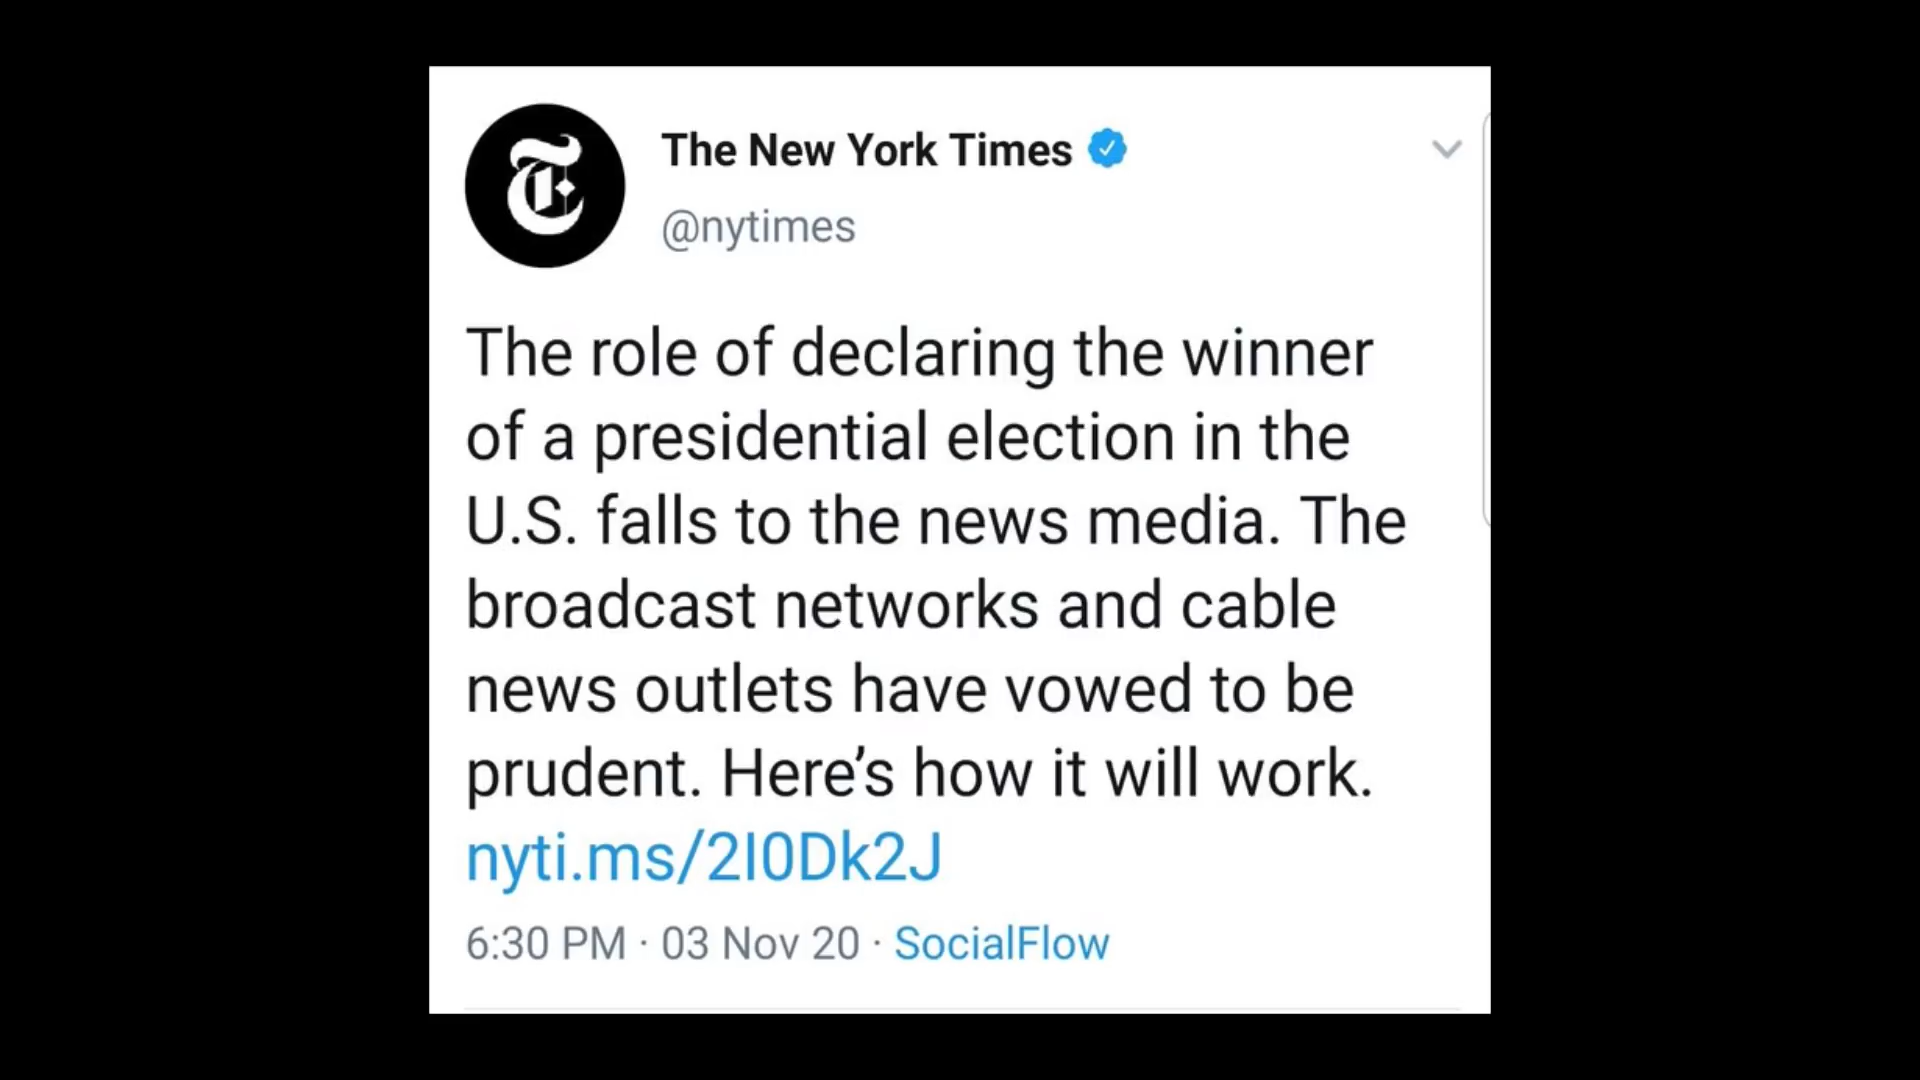 The New York Times
@nytimes
The role of declaring the winner
of a presidential election in the
U.S. falls to the news media. The
broadcast networks and cable
news outlets have vowed to be
prudent. Here’s how it will work.
nyti.ms/2I0Dk2J
6:30 PM · 03 Nov 20 · SocialFlow